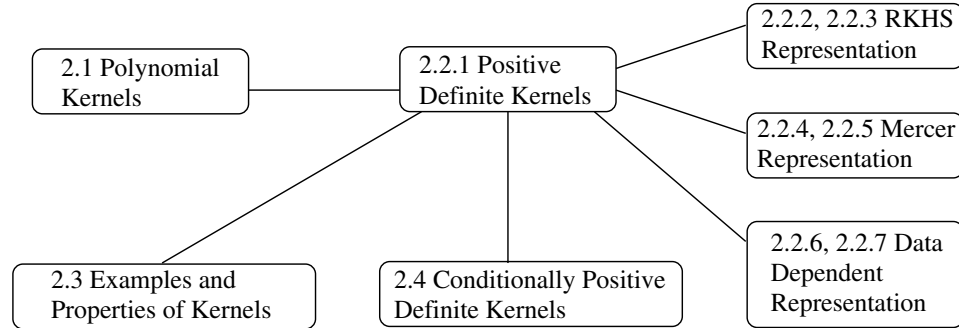 2.1 Polynomial
Kernels
2.2.1 Positive
Definite Kernels
2.2.2, 2.2.3 RKHS
Representation
2.2.4, 2.2.5 Mercer
Representation
2.2.6, 2.2.7 Data
Dependent
Representation
2.3 Examples and
Properties of Kernels
2.4 Conditionally Positive
Definite Kernels